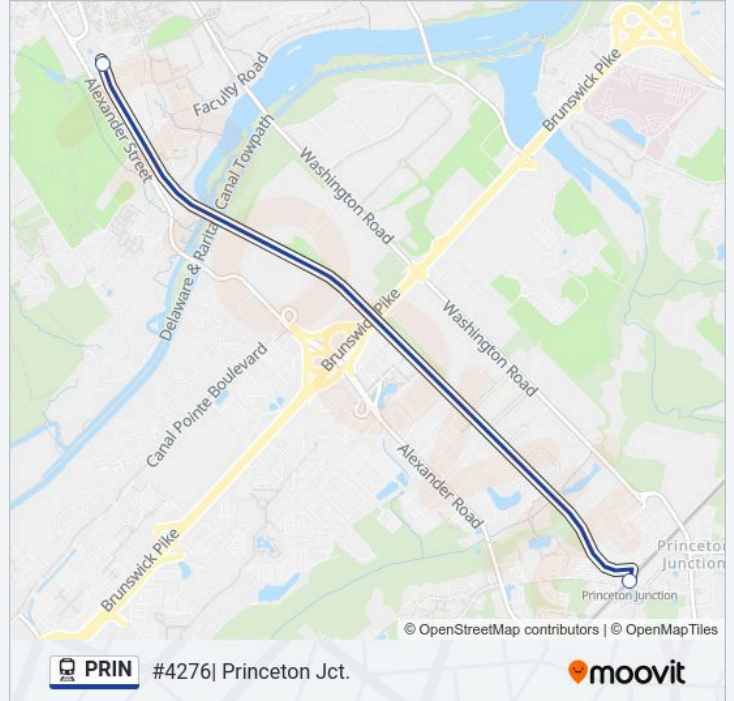 Faculty Road
Alexander Street
Brunswick Pike
Delaware & Raritan Canal Towpath
Washington Road
Brunswick Pike
Washington Road
Canal Pointe Boulevard
Alexander Road
Brunswick Pike
Princeton
Junction
Princeton Junction
© OpenStreetMap contributors | © OpenMapTiles
PRIN #4276| Princeton Jct.
moovit